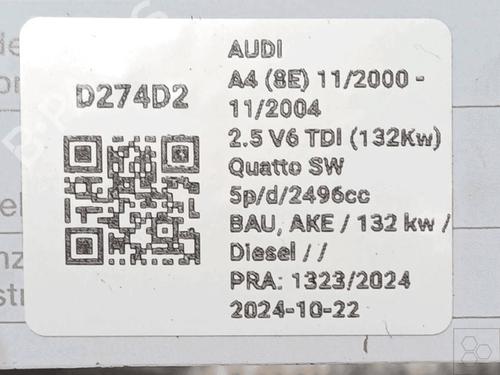 AUDI
A4 (8E) 11/2000 -
11/2004
2.5 V6 TDI (132Kw)
Quatto SW
5p/d/2496cc
BAU, AKE / 132 kw /
Diesel / /
PRA: 1323/2024
2024-10-22
D274D2